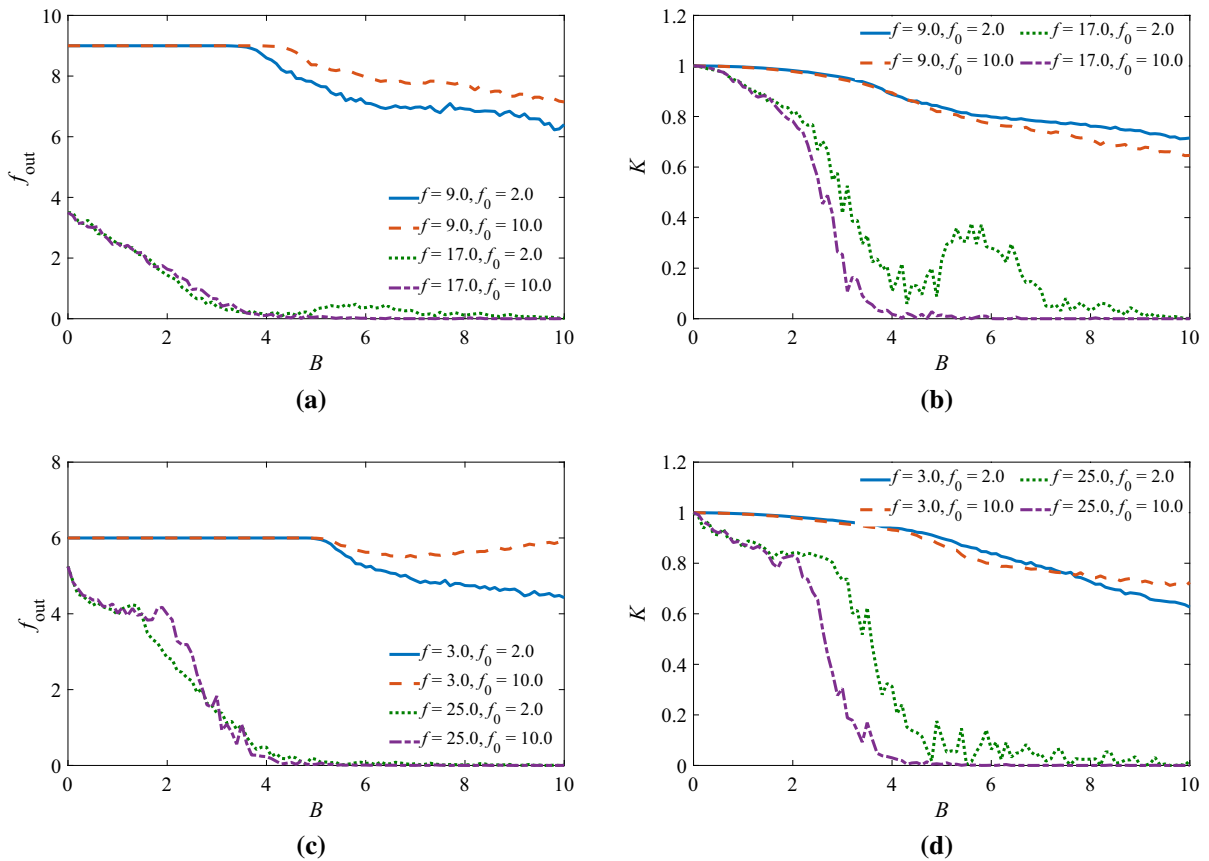 10
8
6
4
2
0
f_out
f = 9.0, f_0 = 2.0
f = 9.0, f_0 = 10.0
f = 17.0, f_0 = 2.0
f = 17.0, f_0 = 10.0
0 2 4 6 8 10
B
(a)
1.2
1
0.8
0.6
0.4
0.2
0
K
f = 9.0, f_0 = 2.0 f = 17.0, f_0 = 2.0
f = 9.0, f_0 = 10.0 f = 17.0, f_0 = 10.0
0 2 4 6 8 10
B
(b)
8
6
4
2
0
f_out
f = 3.0, f_0 = 2.0
f = 3.0, f_0 = 10.0
f = 25.0, f_0 = 2.0
f = 25.0, f_0 = 10.0
0 2 4 6 8 10
B
(c)
1.2
1
0.8
0.6
0.4
0.2
0
K
f = 3.0, f_0 = 2.0 f = 25.0, f_0 = 2.0
f = 3.0, f_0 = 10.0 f = 25.0, f_0 = 10.0
0 2 4 6 8 10
B
(d)